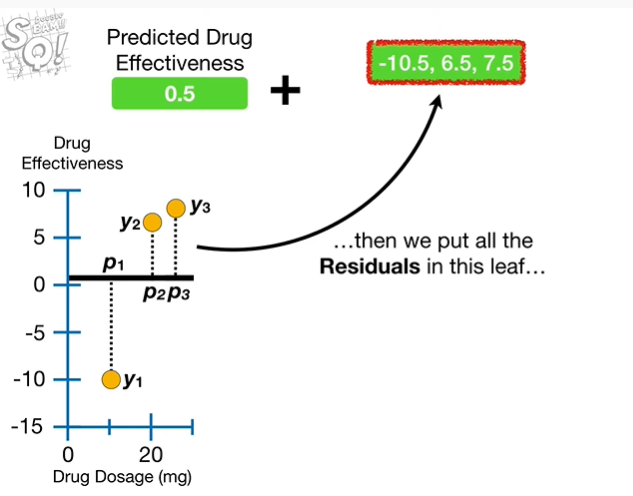 StatQuest!
Predicted Drug
Effectiveness
0.5
+
-10.5, 6.5, 7.5
Drug
Effectiveness
10
5
0
-5
-10
-15
y1
y2
y3
p1
p2
p3
0
20
Drug Dosage (mg)
...then we put all the
Residuals in this leaf...